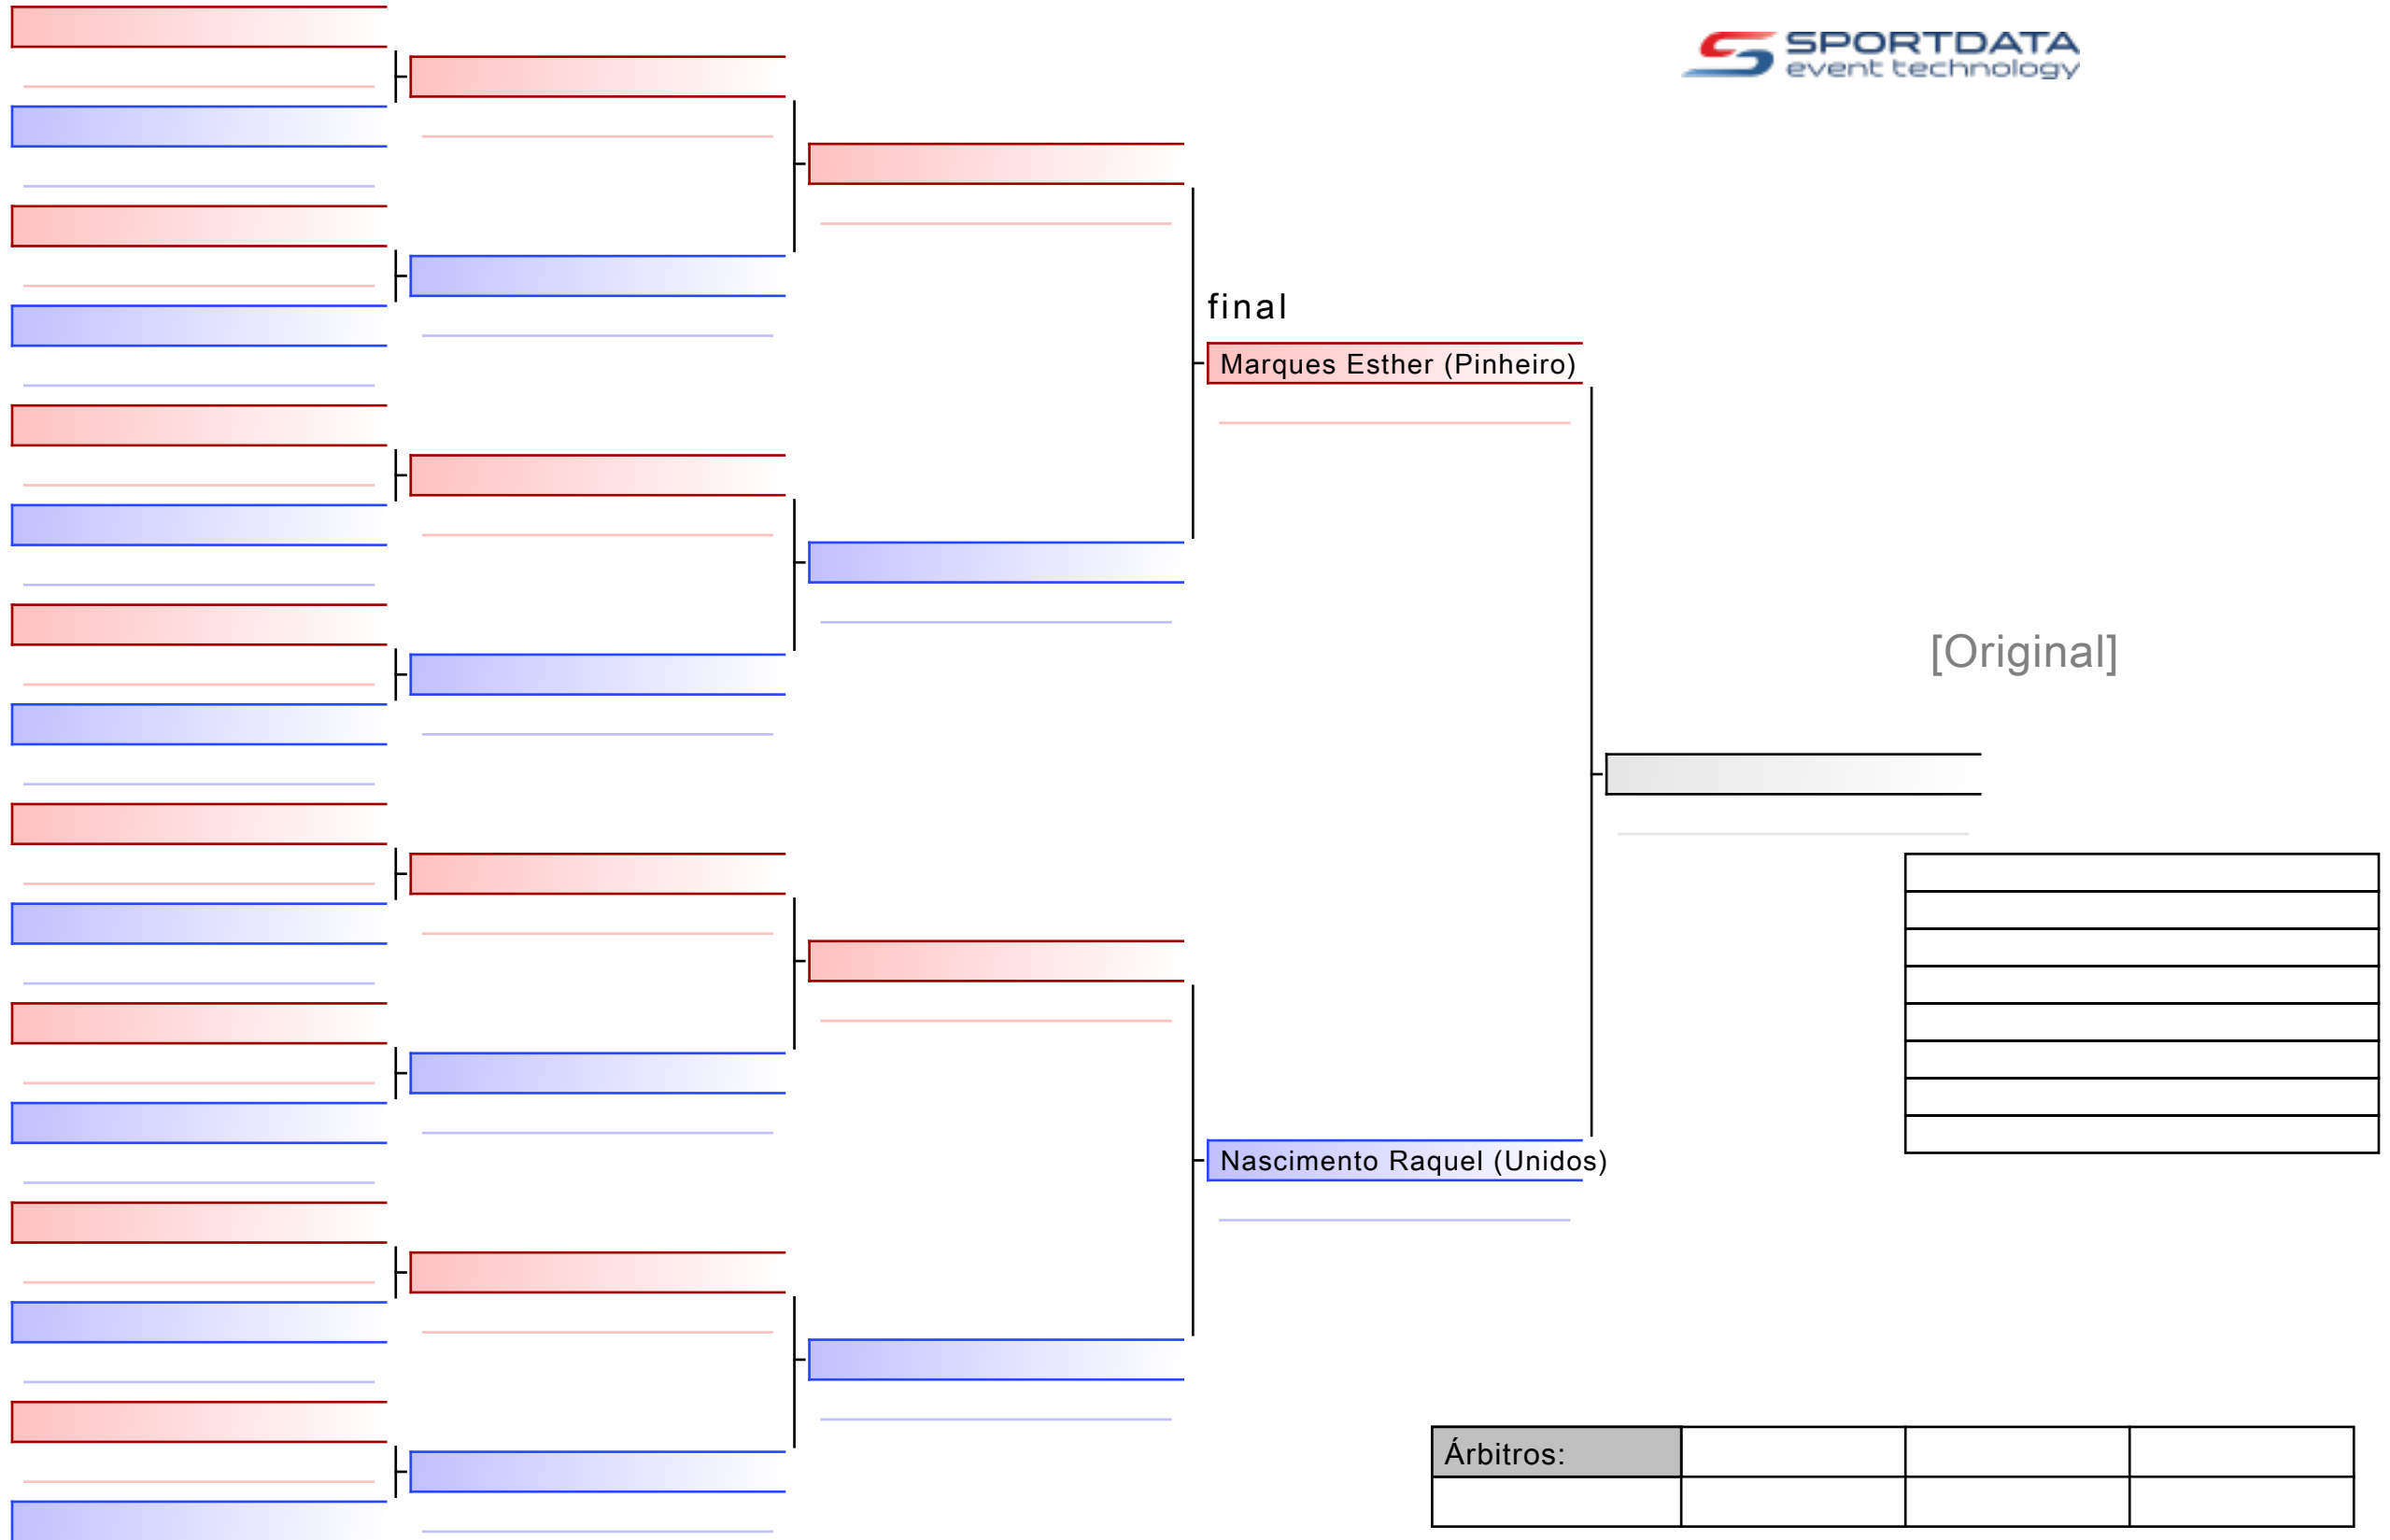 SPORTDATA
event technology
final
Marques Esther (Pinheiro)
[Original]
Nascimento Raquel (Unidos)
Árbitros: